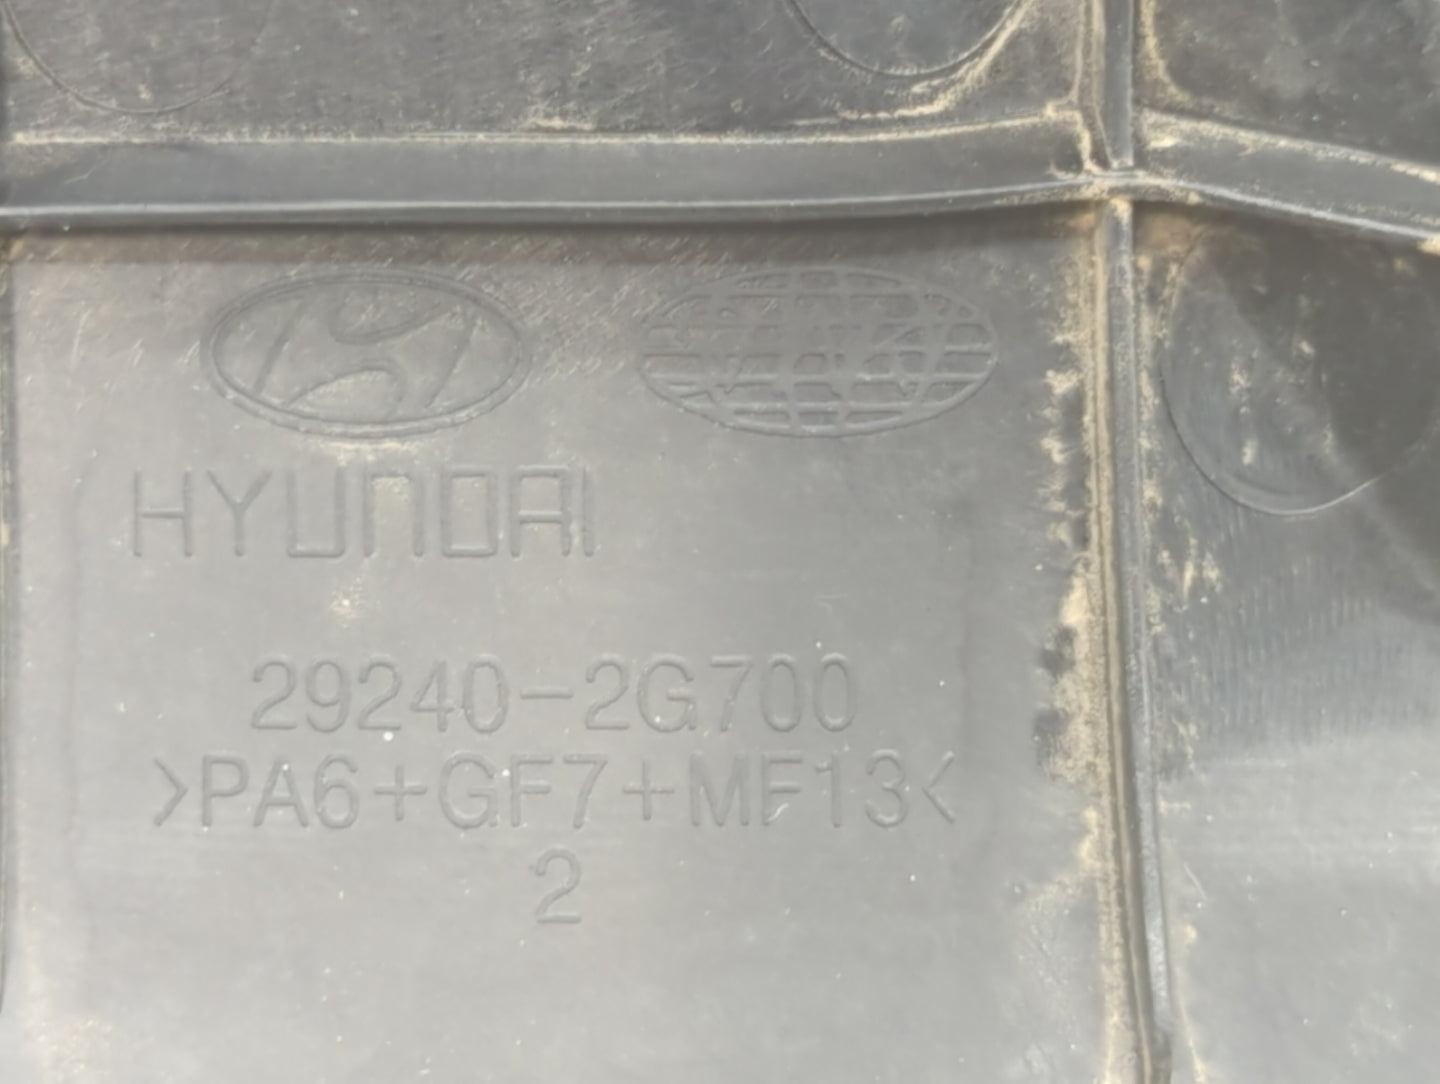 HYUNDAI
29240-2G700
>PA6+GF7+MF13<
2